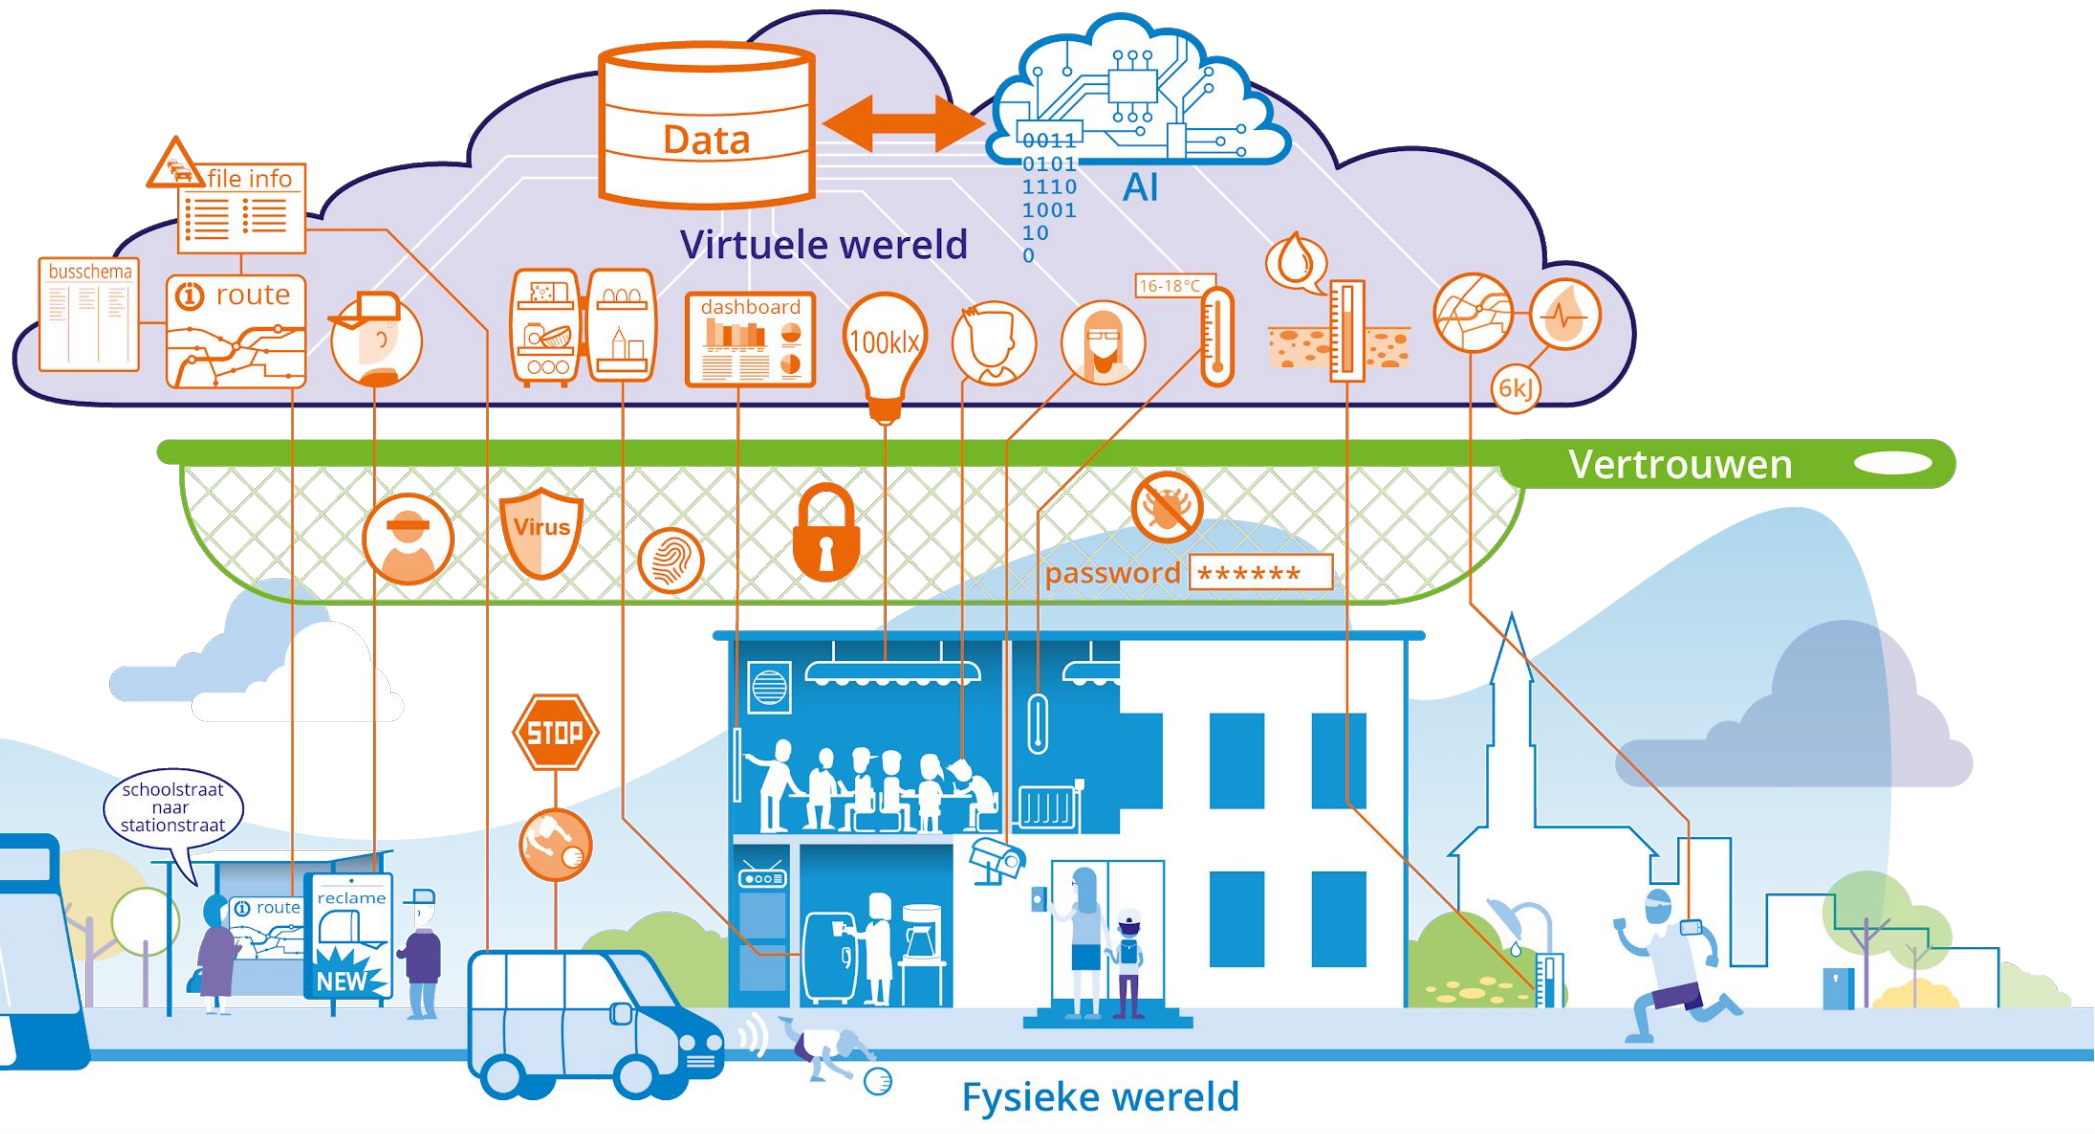 Data
0011
0101
1110
1001
10
0
AI
file info
Virtuele wereld
busschema
route
dashboard
100klx
16-18°C
6kJ
Vertrouwen
Virus
password ******
STOP
schoolstraat
naar
stationstraat
route
reclame
NEW
Fysieke wereld